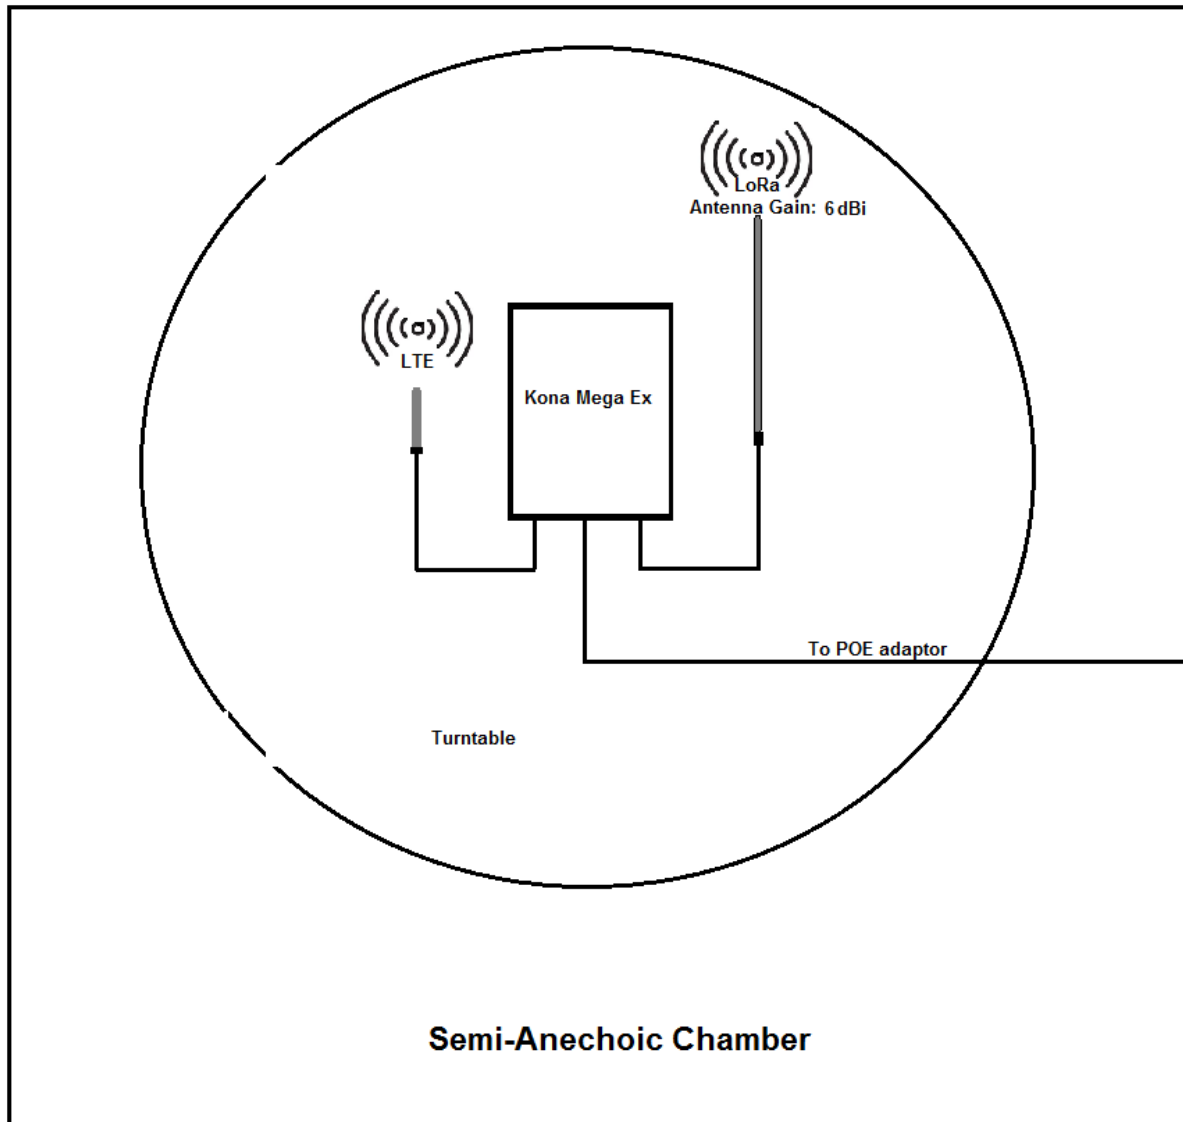 LoRa
Antenna Gain: 6 dBi
LTE
Kona Mega Ex
To POE adaptor
Turntable
Semi-Anechoic Chamber